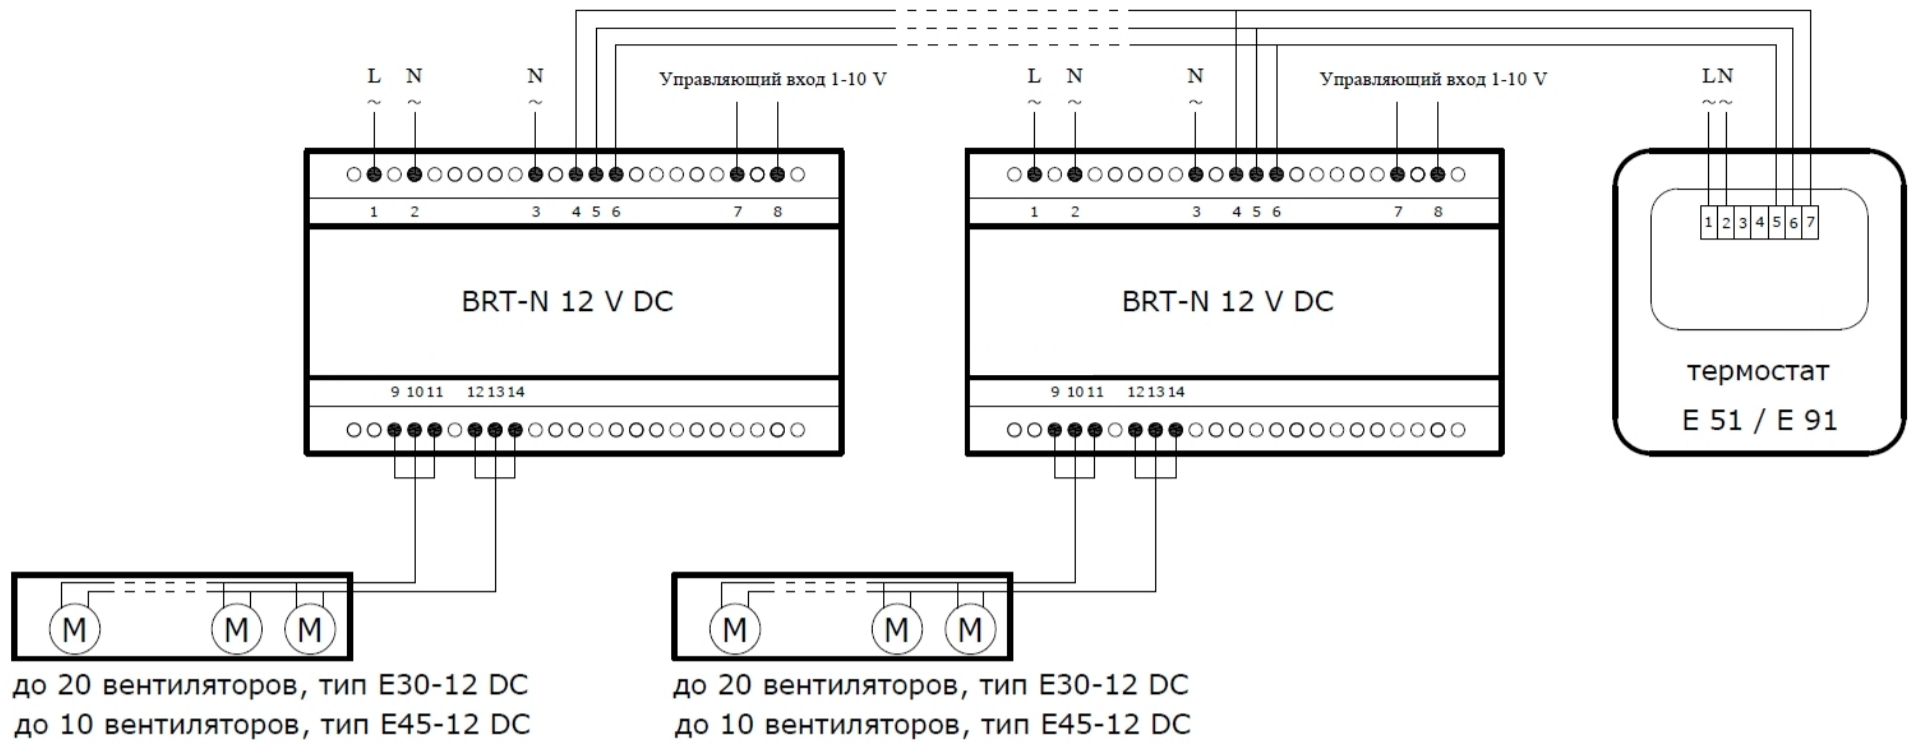 L N N Управляющий вход 1-10 V L N N Управляющий вход 1-10 V L N
~ ~ ~ ~ ~ ~ ~ ~
1 2 3 4 5 6 7 8 1 2 3 4 5 6 7 8 1 2 3 4 5 6 7
BRT-N 12 V DC BRT-N 12 V DC
термостат
9 10 11 12 13 14 9 10 11 12 13 14
E 51 / E 91
M M M M M M
до 20 вентиляторов, тип E30-12 DC до 20 вентиляторов, тип E30-12 DC
до 10 вентиляторов, тип E45-12 DC до 10 вентиляторов, тип E45-12 DC